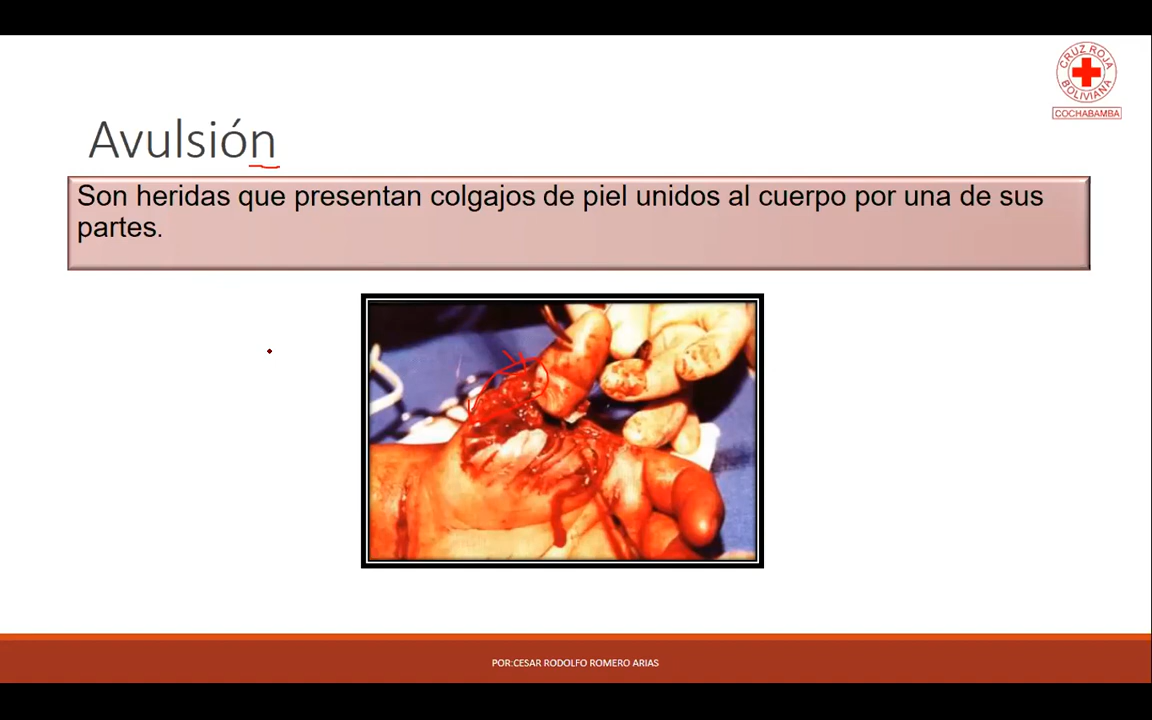 CRUZ ROJA
BOLIVIANA
COCHABAMBA
Avulsión
Son heridas que presentan colgajos de piel unidos al cuerpo por una de sus
partes.
POR:CESAR RODOLFO ROMERO ARIAS